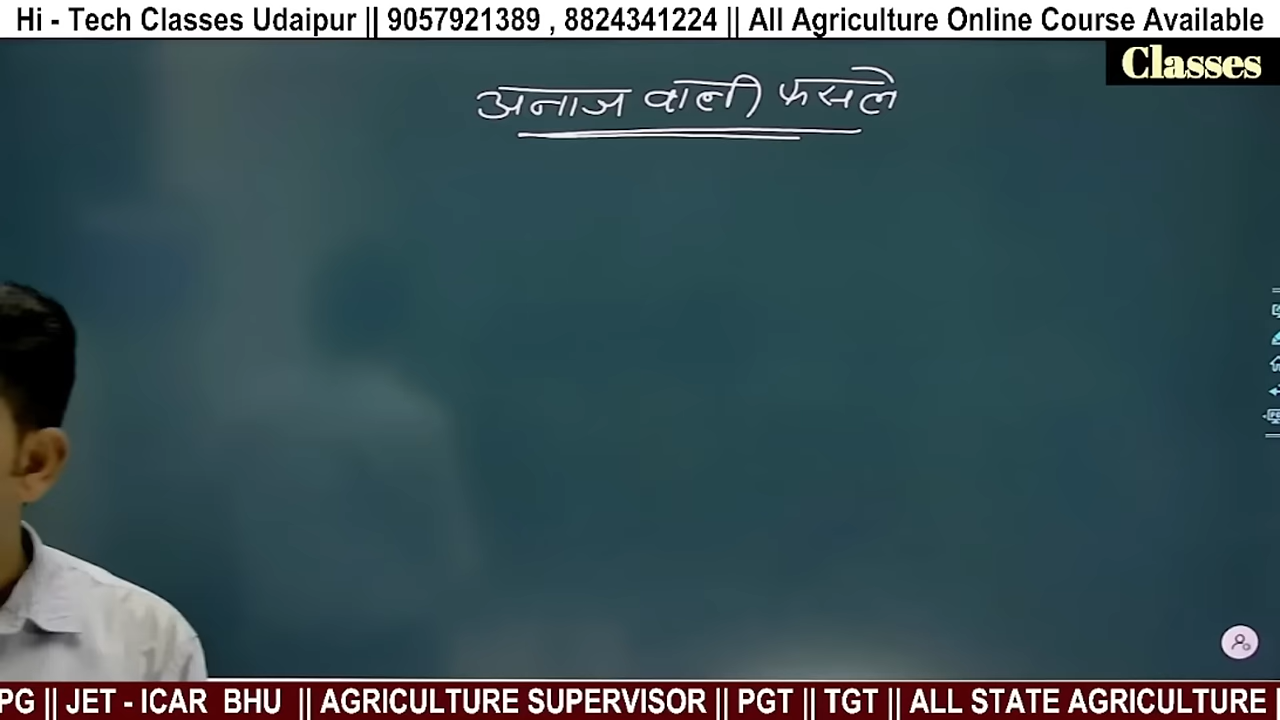 Hi - Tech Classes Udaipur || 9057921389 , 8824341224 || All Agriculture Online Course Available
Classes
अनाज वाली फसले
PG || JET - ICAR BHU || AGRICULTURE SUPERVISOR || PGT || TGT || ALL STATE AGRICULTURE